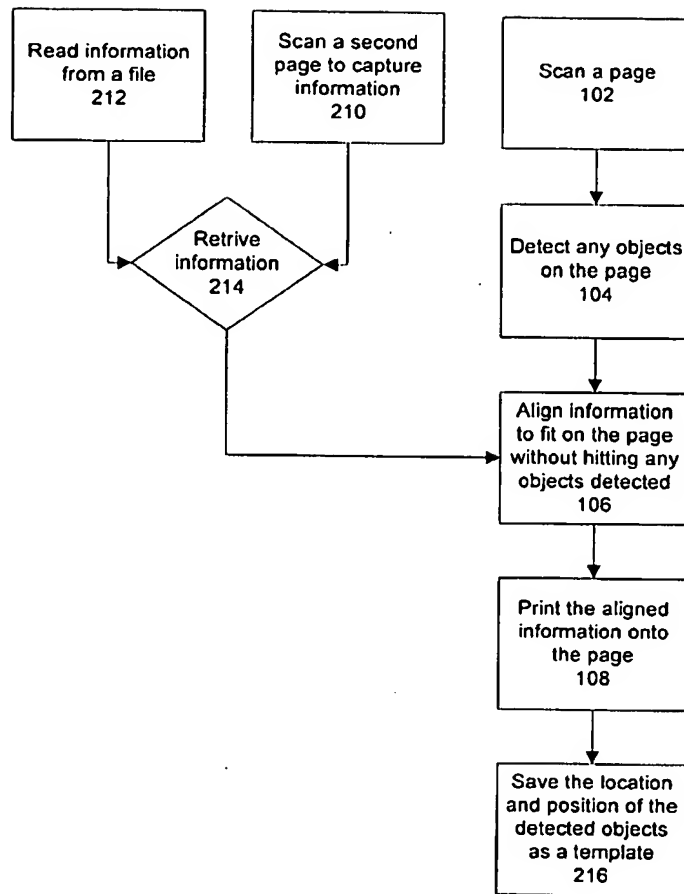 Read information
from a file
212
Scan a second
page to capture
information
210
Scan a page
102
Retrive
information
214
Detect any objects
on the page
104
Align information
to fit on the page
without hitting any
objects detected
106
Print the aligned
information onto
the page
108
Save the location
and position of the
detected objects
as a template
216